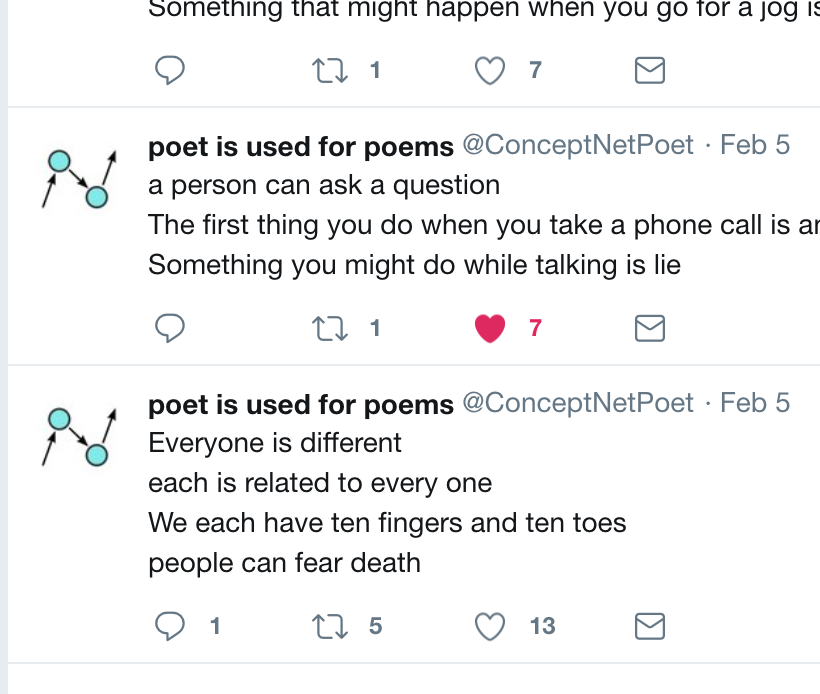 Something that might happen when you go for a jog is
1 7
poet is used for poems @ConceptNetPoet · Feb 5
a person can ask a question
The first thing you do when you take a phone call is
Something you might do while talking is lie
1 7
poet is used for poems @ConceptNetPoet · Feb 5
Everyone is different
each is related to every one
We each have ten fingers and ten toes
people can fear death
1 5 13